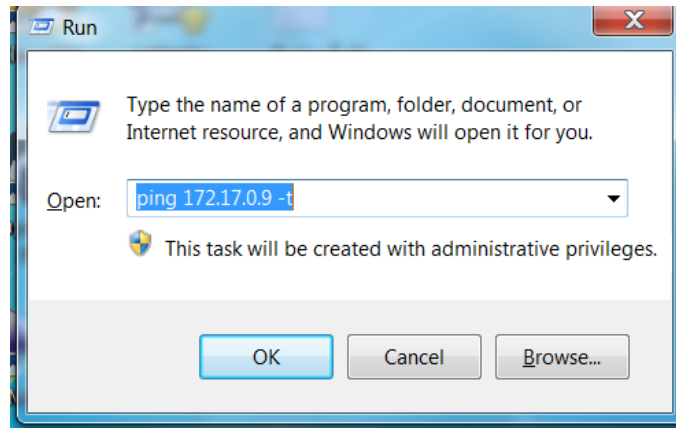 Run
X
Type the name of a program, folder, document, or
Internet resource, and Windows will open it for you.
Open: ping 172.17.0.9 -t
This task will be created with administrative privileges.
OK Cancel Browse...